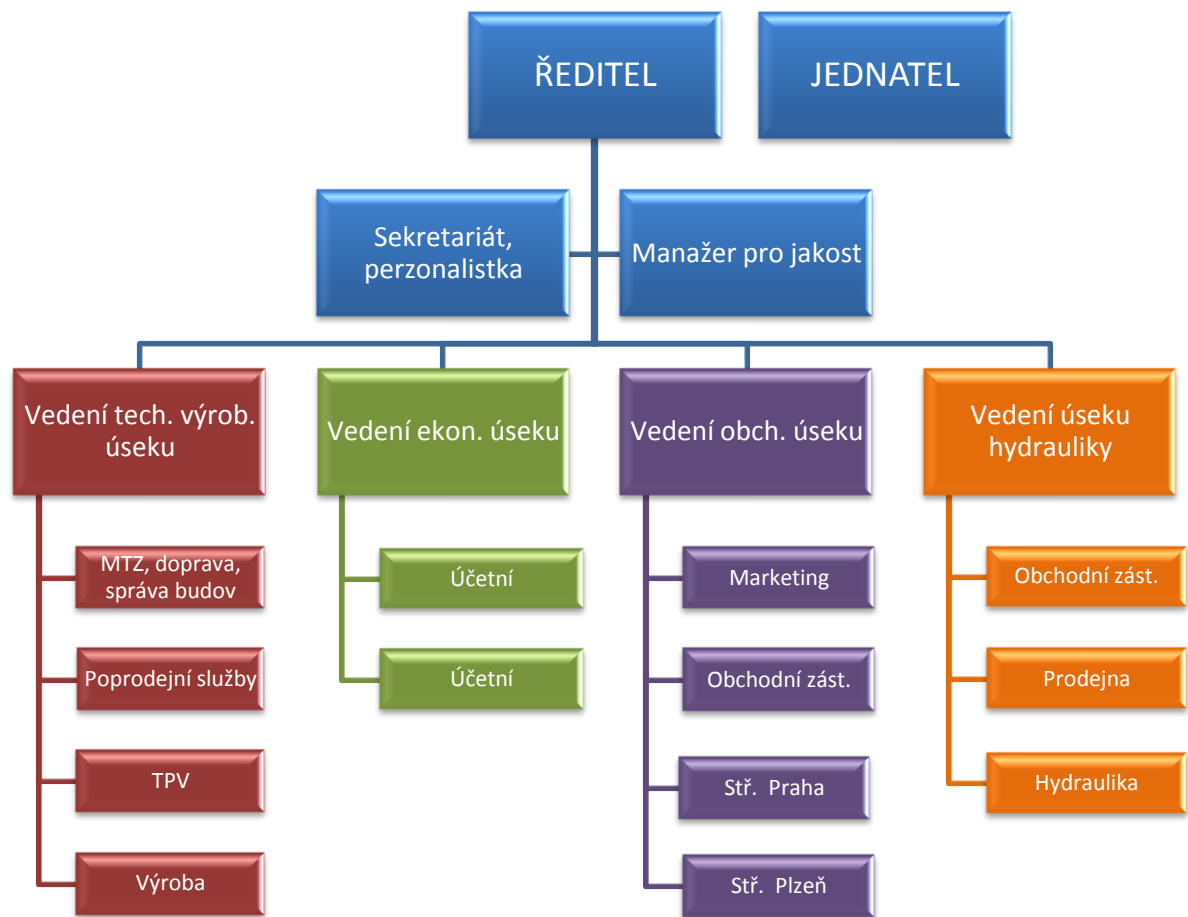 ŘEDITEL
JEDNATEL
Sekretariát,
perzonalistka
Manažer pro jakost
Vedení tech. výrob.
úseku
Vedení ekon. úseku
Vedení obch. úseku
Vedení úseku
hydrauliky
MTZ, doprava,
správa budov
Poprodejní služby
TPV
Výroba
Účetní
Účetní
Marketing
Obchodní zást.
Stř. Praha
Stř. Plzeň
Obchodní zást.
Prodejna
Hydraulika